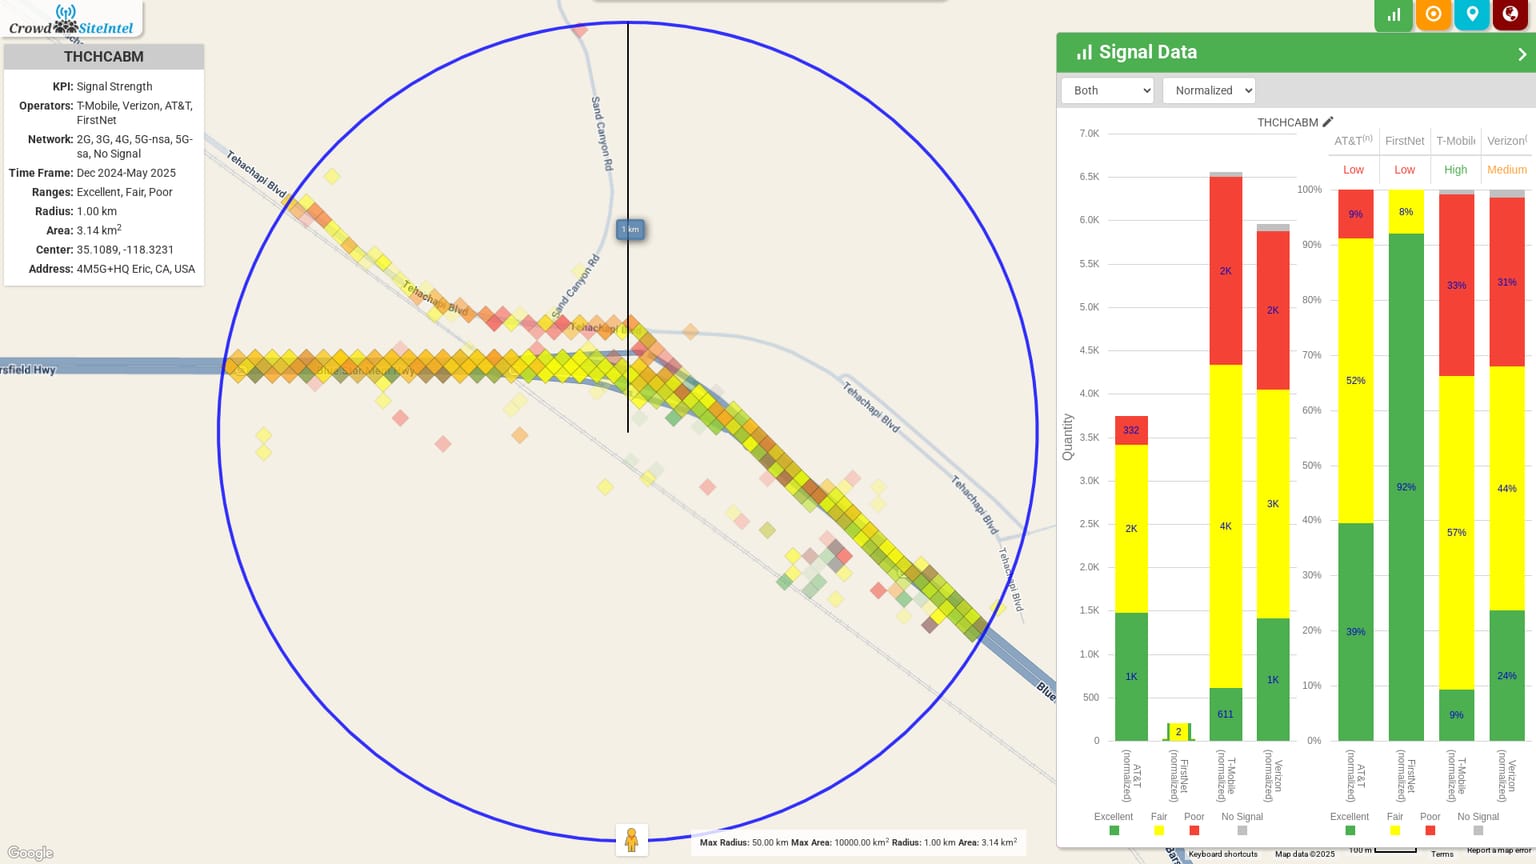 Crowd SiteIntel
THCHCABM
KPI: Signal Strength
Operators: T-Mobile, Verizon, AT&T,
FirstNet
Network: 2G, 3G, 4G, 5G-nsa, 5G-
sa, No Signal
Time Frame: Dec 2024-May 2025
Ranges: Excellent, Fair, Poor
Radius: 1.00 km
Area: 3.14 km²
Center: 35.1089, -118.3231
Address: 4M5G+HQ Eric, CA, USA
Tehachapi Blvd
Sand Canyon Rd
1 km
Sand Canyon Rd
Tehachapi Blvd
Tehachapi Blvd
rsfield Hwy
Blue Star Mem Hwy
Tehachapi Blvd
Tehachapi Blvd
Tehachapi Blvd
Blue
Google
Max Radius: 50.00 km Max Area: 10000.00 km² Radius: 1.00 km Area: 3.14 km²
Signal Data
Both
Normalized
THCHCABM
7.0K
6.5K
6.0K
5.5K
5.0K
4.5K
4.0K
3.5K
3.0K
2.5K
2.0K
1.5K
1.0K
500
0
Quantity
332
2K
1K
2
2K
4K
611
2K
3K
1K
AT&T (normalized)
FirstNet (normalized)
T-Mobile (normalized)
Verizon (normalized)
Excellent
Fair
Poor
No Signal
AT&T(n)
FirstNet
T-Mobile
Verizon(
Low
Low
High
Medium
100%
90%
80%
70%
60%
50%
40%
30%
20%
10%
0%
9%
52%
39%
8%
92%
33%
57%
9%
31%
44%
24%
AT&T (normalized)
FirstNet (normalized)
T-Mobile (normalized)
Verizon (normalized)
Excellent
Fair
Poor
No Signal
Keyboard shortcuts
Map data ©2025
100 m
Terms
Report a map error